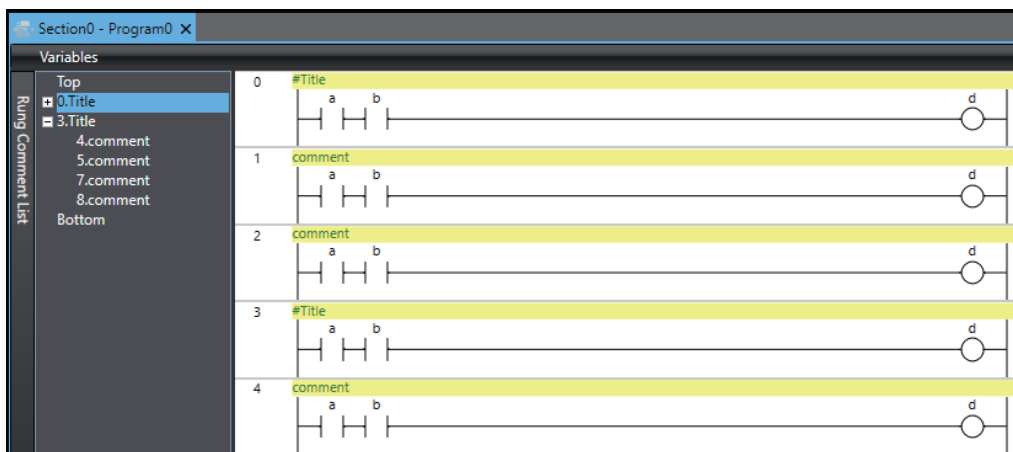 Section0 - Program0 ×
Variables
Rung Comment List
Top
0.Title
3.Title
4.comment
5.comment
7.comment
8.comment
Bottom
0
#Title
a b d
1
comment
a b d
2
comment
a b d
3
#Title
a b d
4
comment
a b d